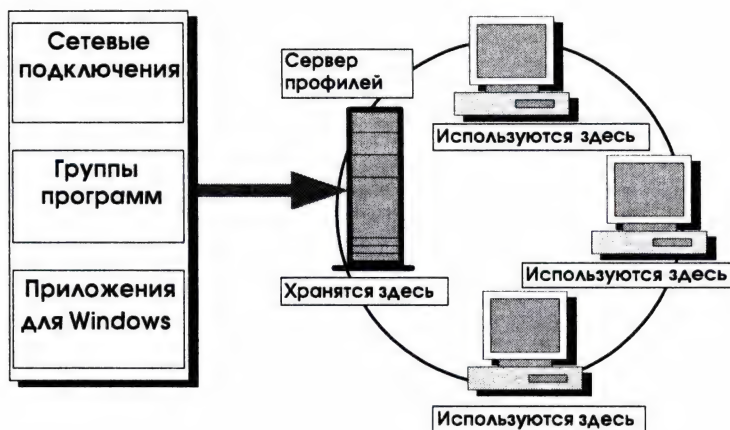 Сетевые
подключения
Группы
программ
Приложения
для Windows
Сервер
профилей
Хранятся здесь
Используются здесь
Используются здесь
Используются здесь